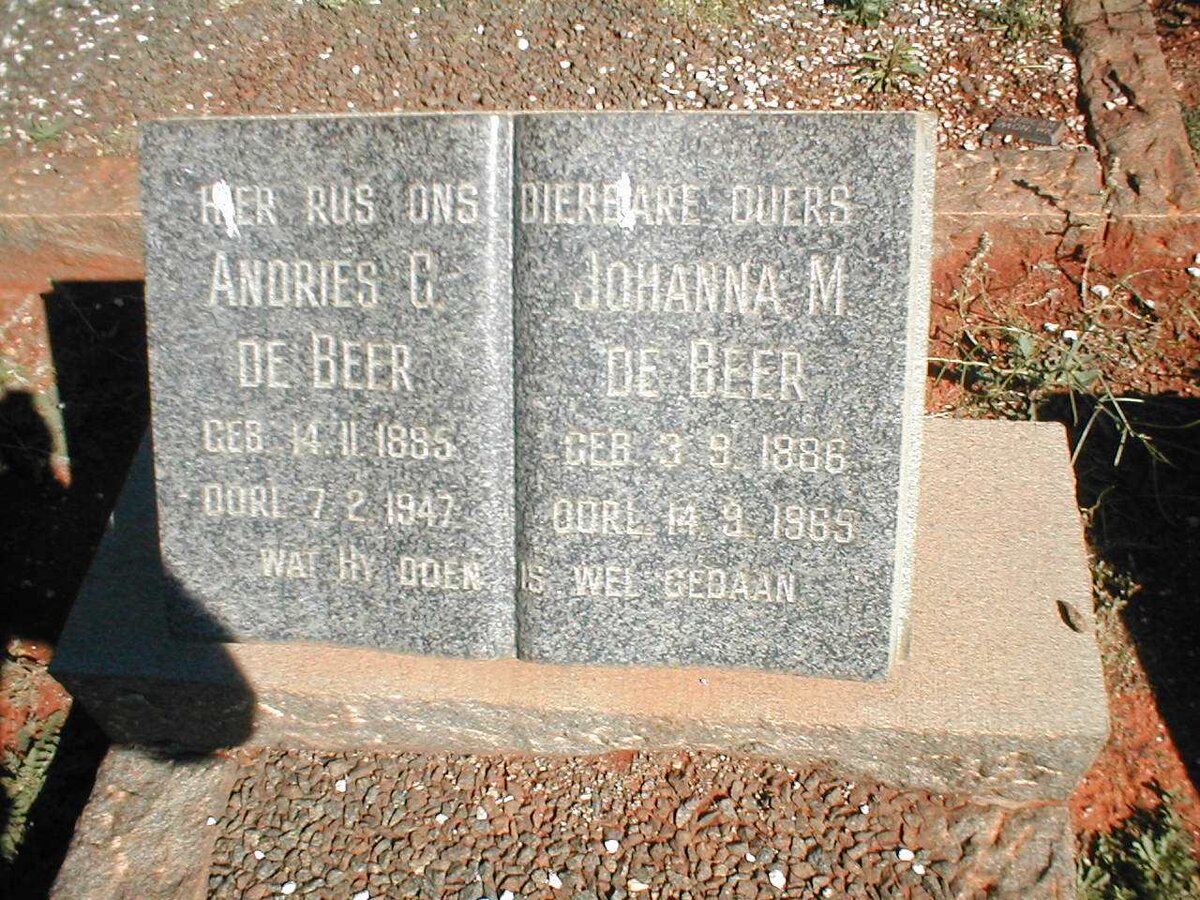 HIER RUS ONS DIERBARE OUERS
ANDRIES C.
DE BEER
GEB. 14.11.1885
OORL. 7.2.1947
JOHANNA M.
DE BEER
GEB. 3.9.1886
OORL. 14.9.1965
WAT HY DOEN IS WEL GEDAAN